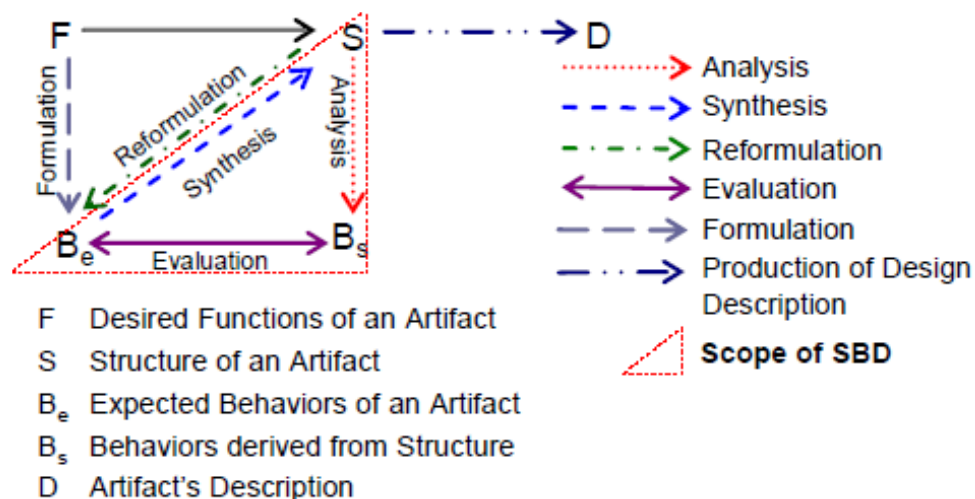 F
S
D
Formulation
Reformulation
Synthesis
Analysis
Be
Bs
Evaluation
Analysis
Synthesis
Reformulation
Evaluation
Formulation
Production of Design
Description
Scope of SBD
F Desired Functions of an Artifact
S Structure of an Artifact
Be Expected Behaviors of an Artifact
Bs Behaviors derived from Structure
D Artifact's Description